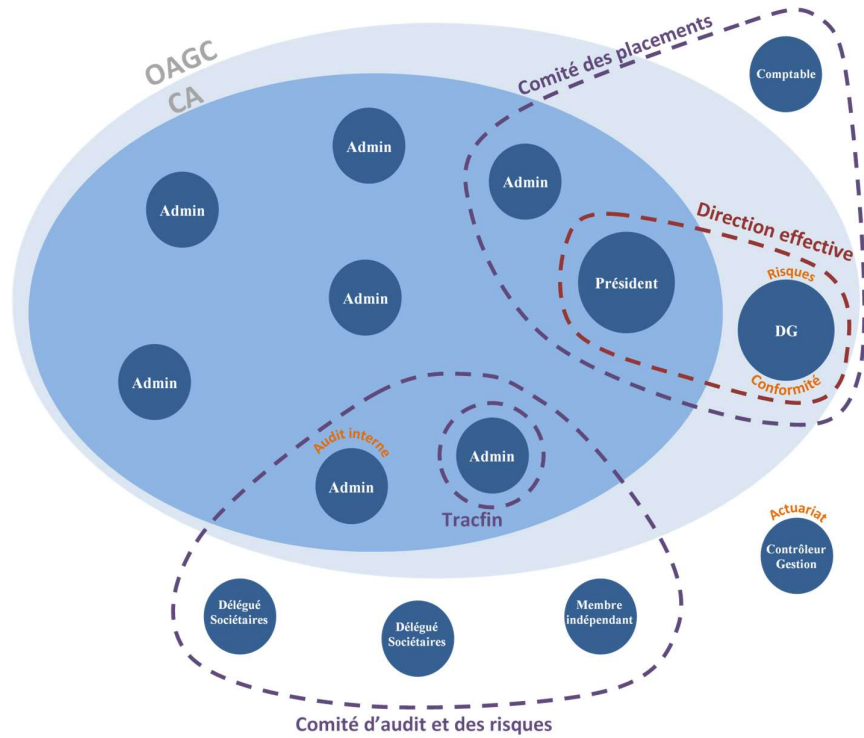 OAGC
CA
Comité des placements
Comptable
Admin
Admin
Admin
Direction effective
Risques
Président
DG
Conformité
Admin
Admin
Audit interne
Admin
Admin
Tracfin
Actuariat
Contrôleur
Gestion
Délégué
Sociétaires
Délégué
Sociétaires
Membre
indépendant
Comité d’audit et des risques